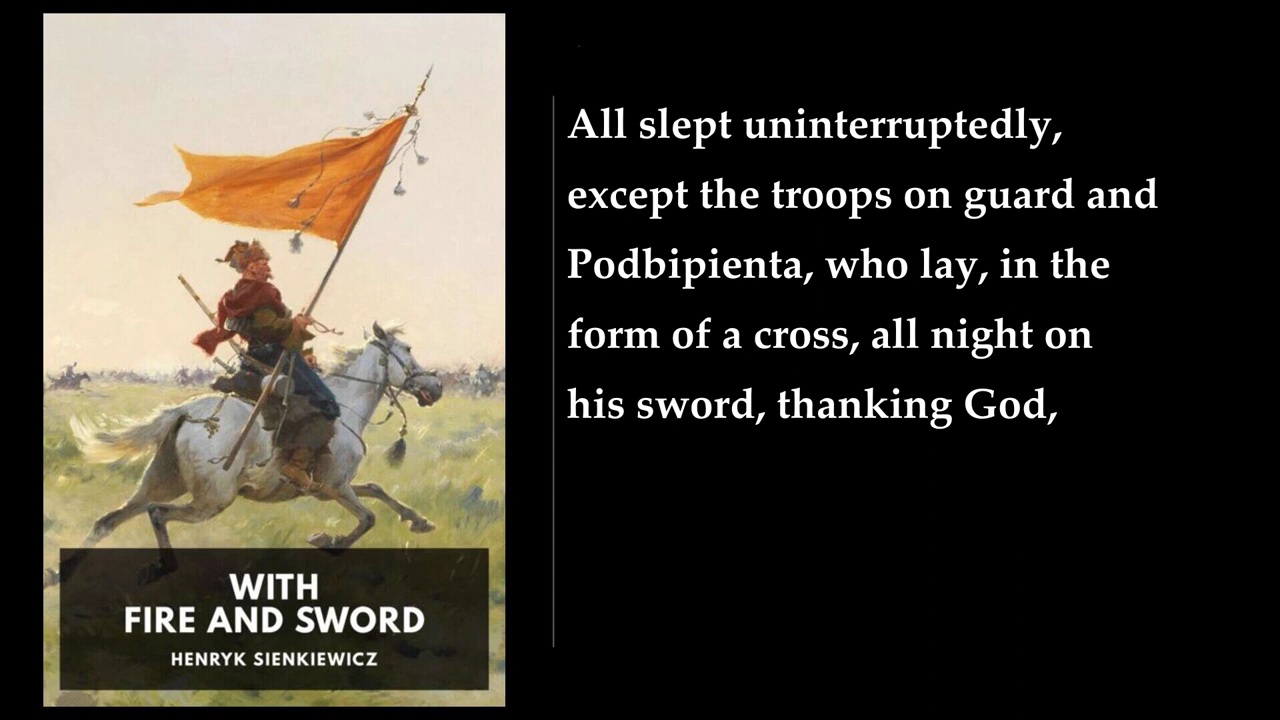 WITH
FIRE AND SWORD
HENRYK SIENKIEWICZ
All slept uninterruptedly,
except the troops on guard and
Podbipienta, who lay, in the
form of a cross, all night on
his sword, thanking God,